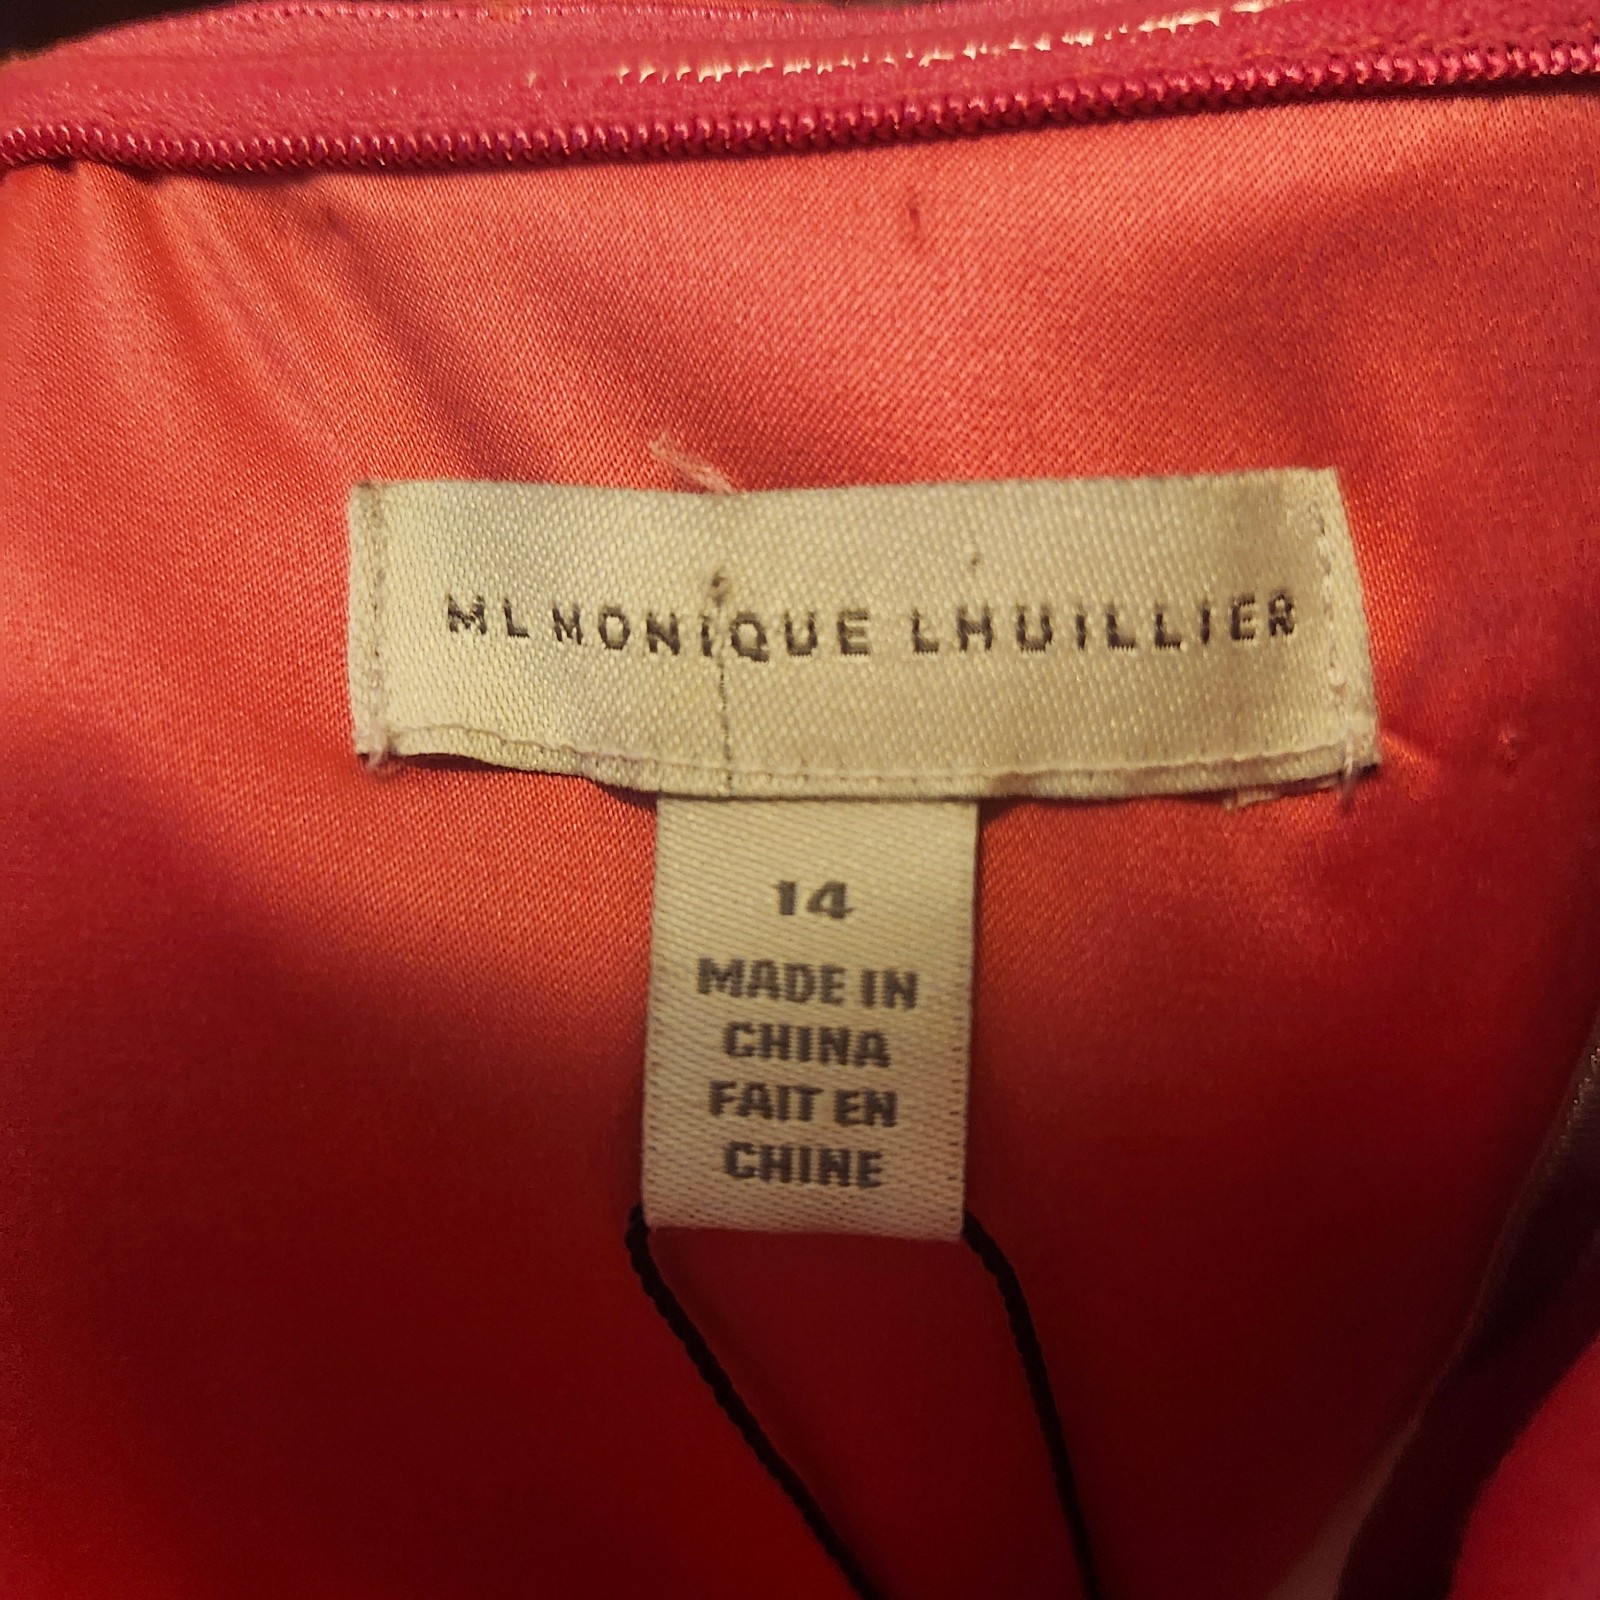 ML MONIQUE LHUILLIER
14
MADE IN
CHINA
FAIT EN
CHINE